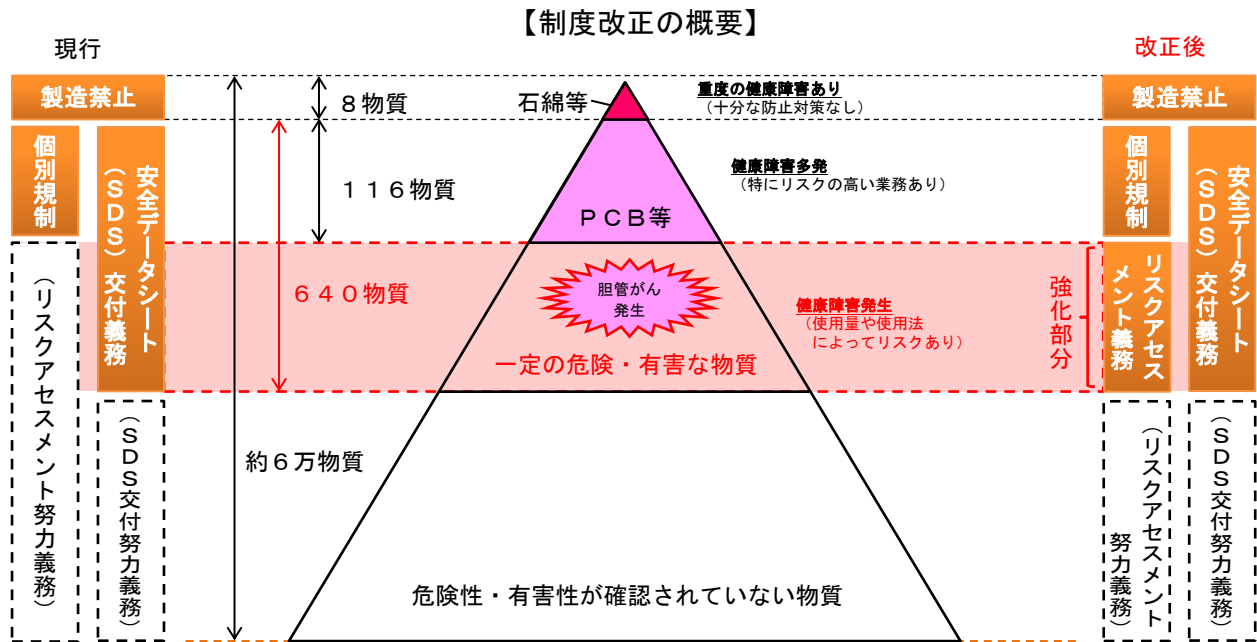 【制度改正の概要】
現行
改正後
製造禁止
８物質
石綿等
重度の健康障害あり
（十分な防止対策なし）
製造禁止
個別規制
安全データシート
（ＳＤＳ）交付義務
１１６物質
ＰＣＢ等
健康障害多発
（特にリスクの高い業務あり）
個別規制
安全データシート
（ＳＤＳ）交付義務
（リスクアセスメント努力義務）
６４０物質
胆管がん
発生
健康障害発生
（使用量や使用法
によってリスクあり）
一定の危険・有害な物質
強化部分
リスクアセス
メント義務
（ＳＤＳ交付努力義務）
約６万物質
危険性・有害性が確認されていない物質
（リスクアセスメント
努力義務）
（ＳＤＳ交付努力義務）